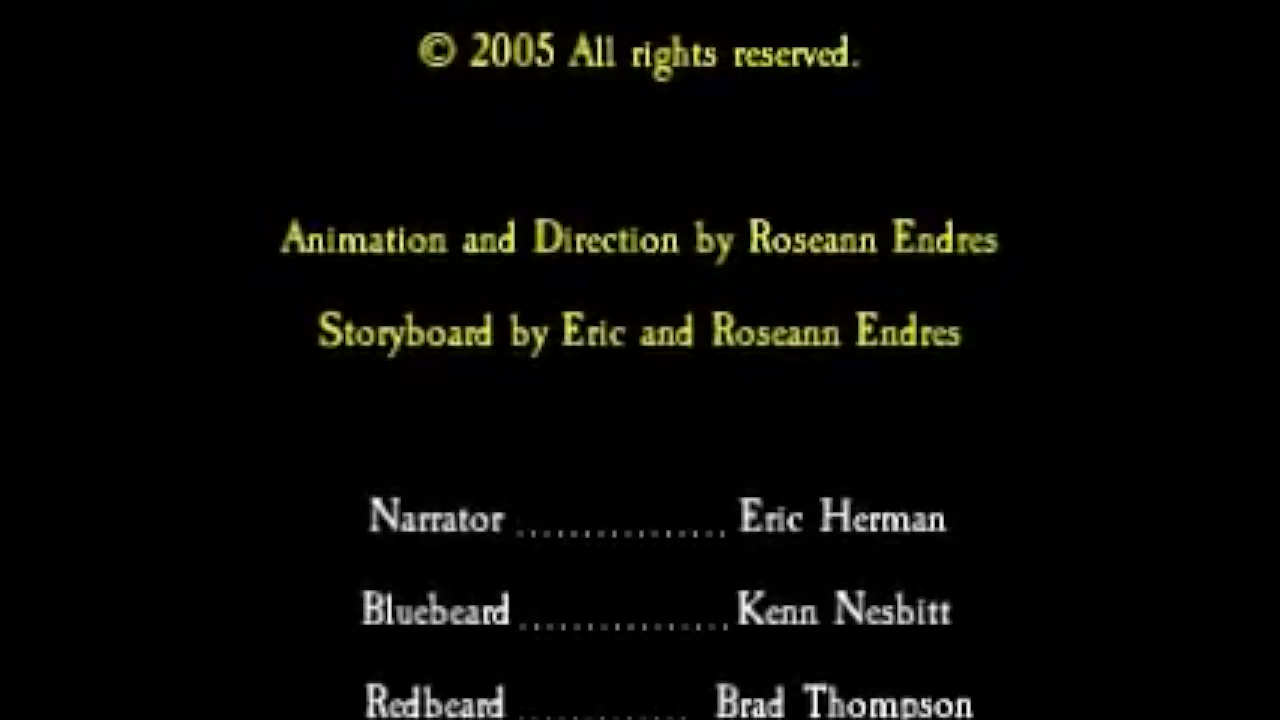 © 2005 All rights reserved.
Animation and Direction by Roseann Endres
Storyboard by Eric and Roseann Endres
Narrator ................ Eric Herman
Bluebeard ................ Kenn Nesbitt
Redbeard ............. Brad Thompson